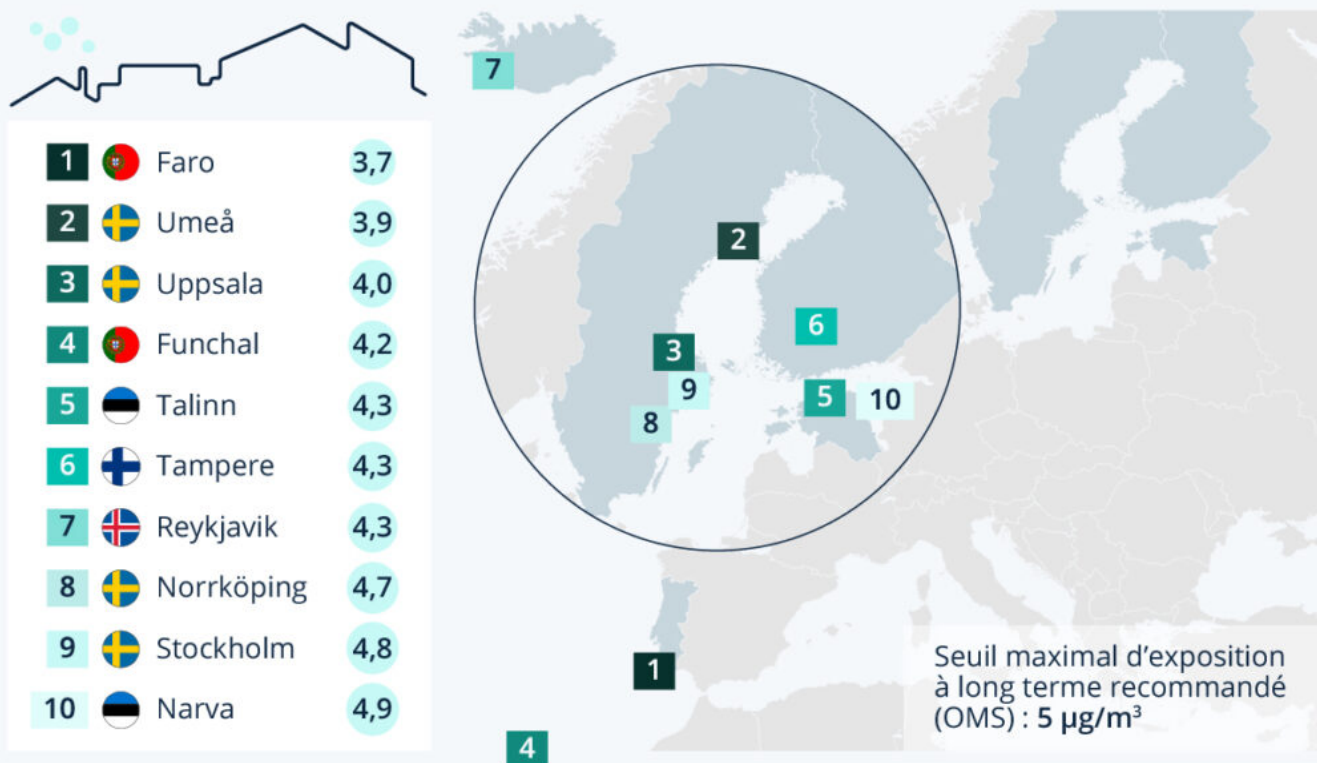 1 Faro 3,7
2 Umeå 3,9
3 Uppsala 4,0
4 Funchal 4,2
5 Talinn 4,3
6 Tampere 4,3
7 Reykjavik 4,3
8 Norrköping 4,7
9 Stockholm 4,8
10 Narva 4,9
7
2
6
3
9
5
10
8
1
4
Seuil maximal d’exposition
à long terme recommandé
(OMS) : 5 µg/m³